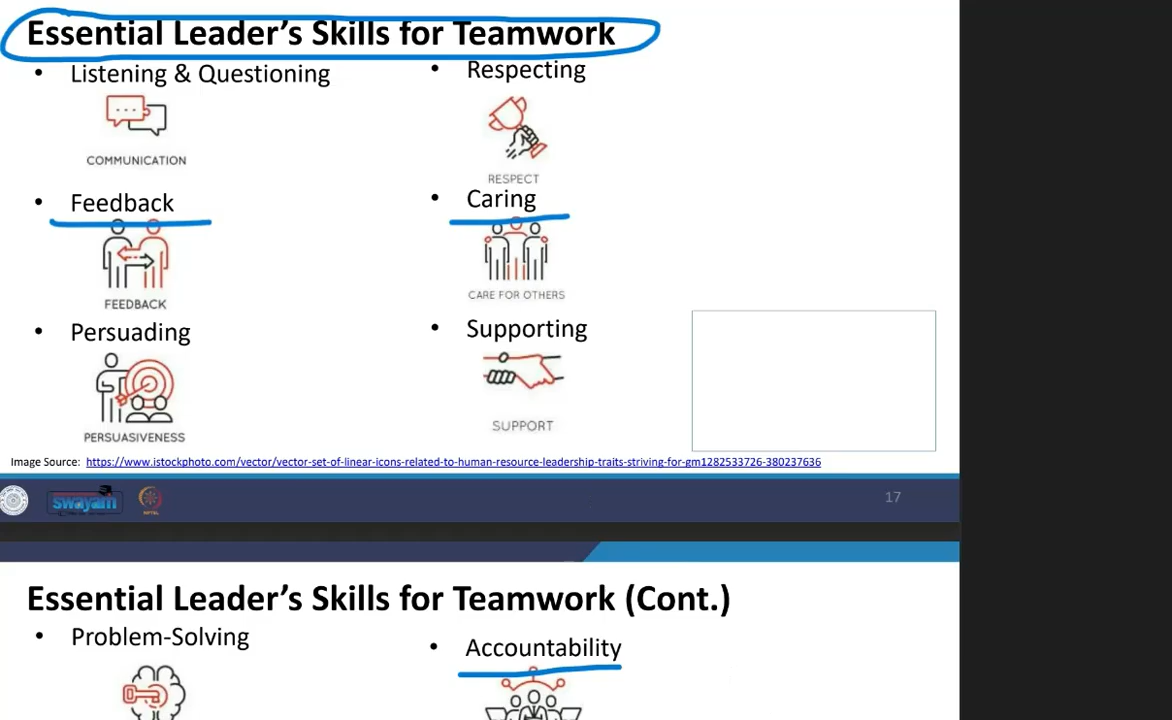 Essential Leader's Skills for Teamwork
• Listening & Questioning
COMMUNICATION
• Respecting
RESPECT
• Feedback
FEEDBACK
• Caring
CARE FOR OTHERS
• Persuading
PERSUASIVENESS
• Supporting
SUPPORT
Image Source: https://www.istockphoto.com/vector/vector-set-of-linear-icons-related-to-human-resource-leadership-traits-striving-for-gm1282533726-380237636
swayam
17
Essential Leader's Skills for Teamwork (Cont.)
• Problem-Solving
• Accountability